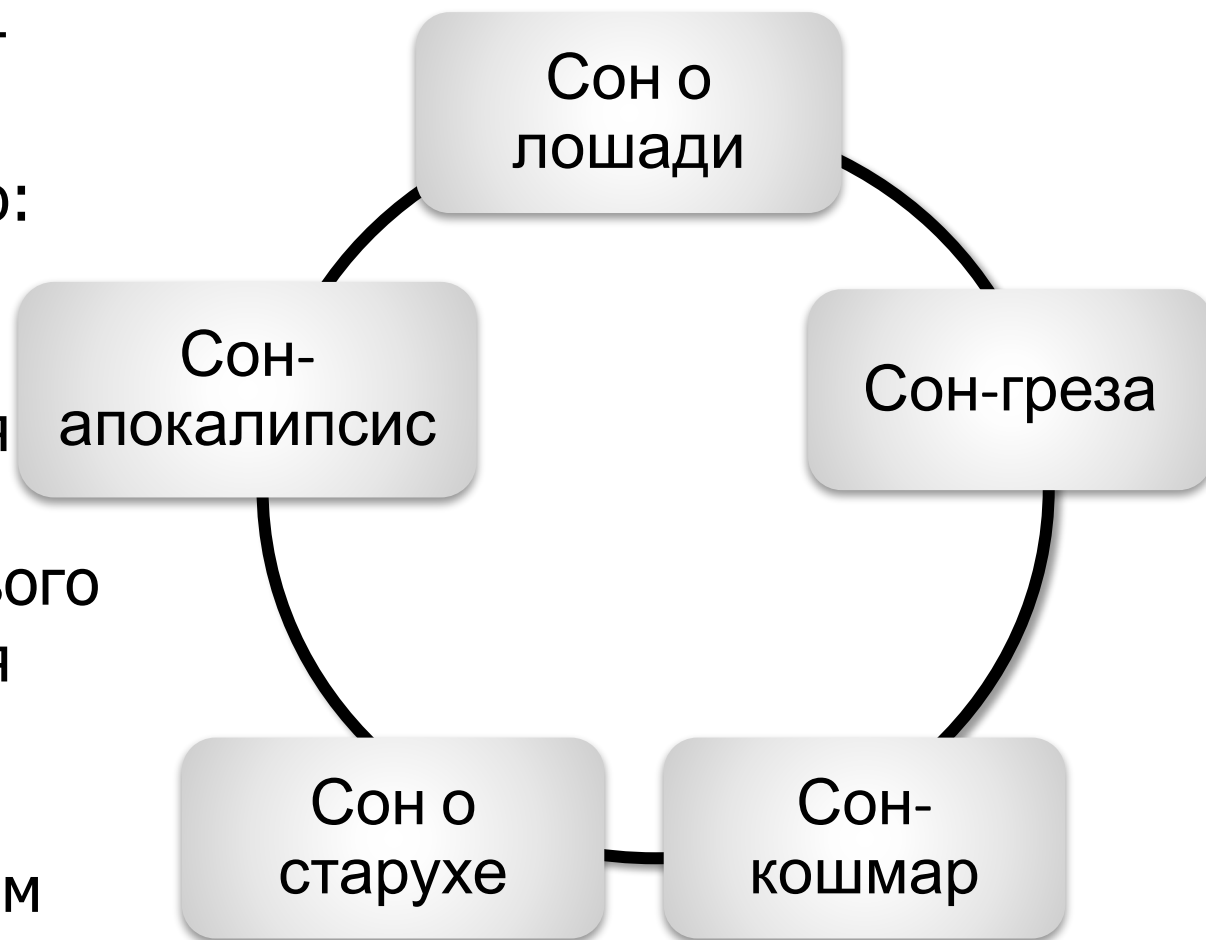 Сон о
лошади
Сон-
апокалипсис
Сон-греза
Сон о
старухе
Сон-
кошмар